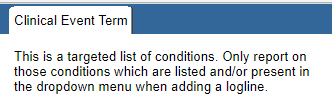 Clinical Event Term
This is a targeted list of conditions. Only report on
those conditions which are listed and/or present in
the dropdown menu when adding a logline.